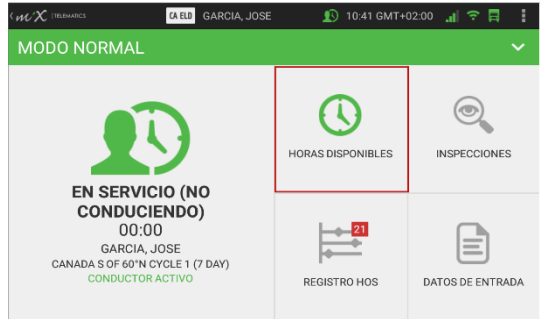 mix TELEMATICS CA ELD GARCIA, JOSE 10:41 GMT+02:00
MODO NORMAL
EN SERVICIO (NO
CONDUCIENDO)
00:00
GARCIA, JOSE
CANADA S OF 60°N CYCLE 1 (7 DAY)
CONDUCTOR ACTIVO
HORAS DISPONIBLES
INSPECCIONES
21
REGISTRO HOS
DATOS DE ENTRADA